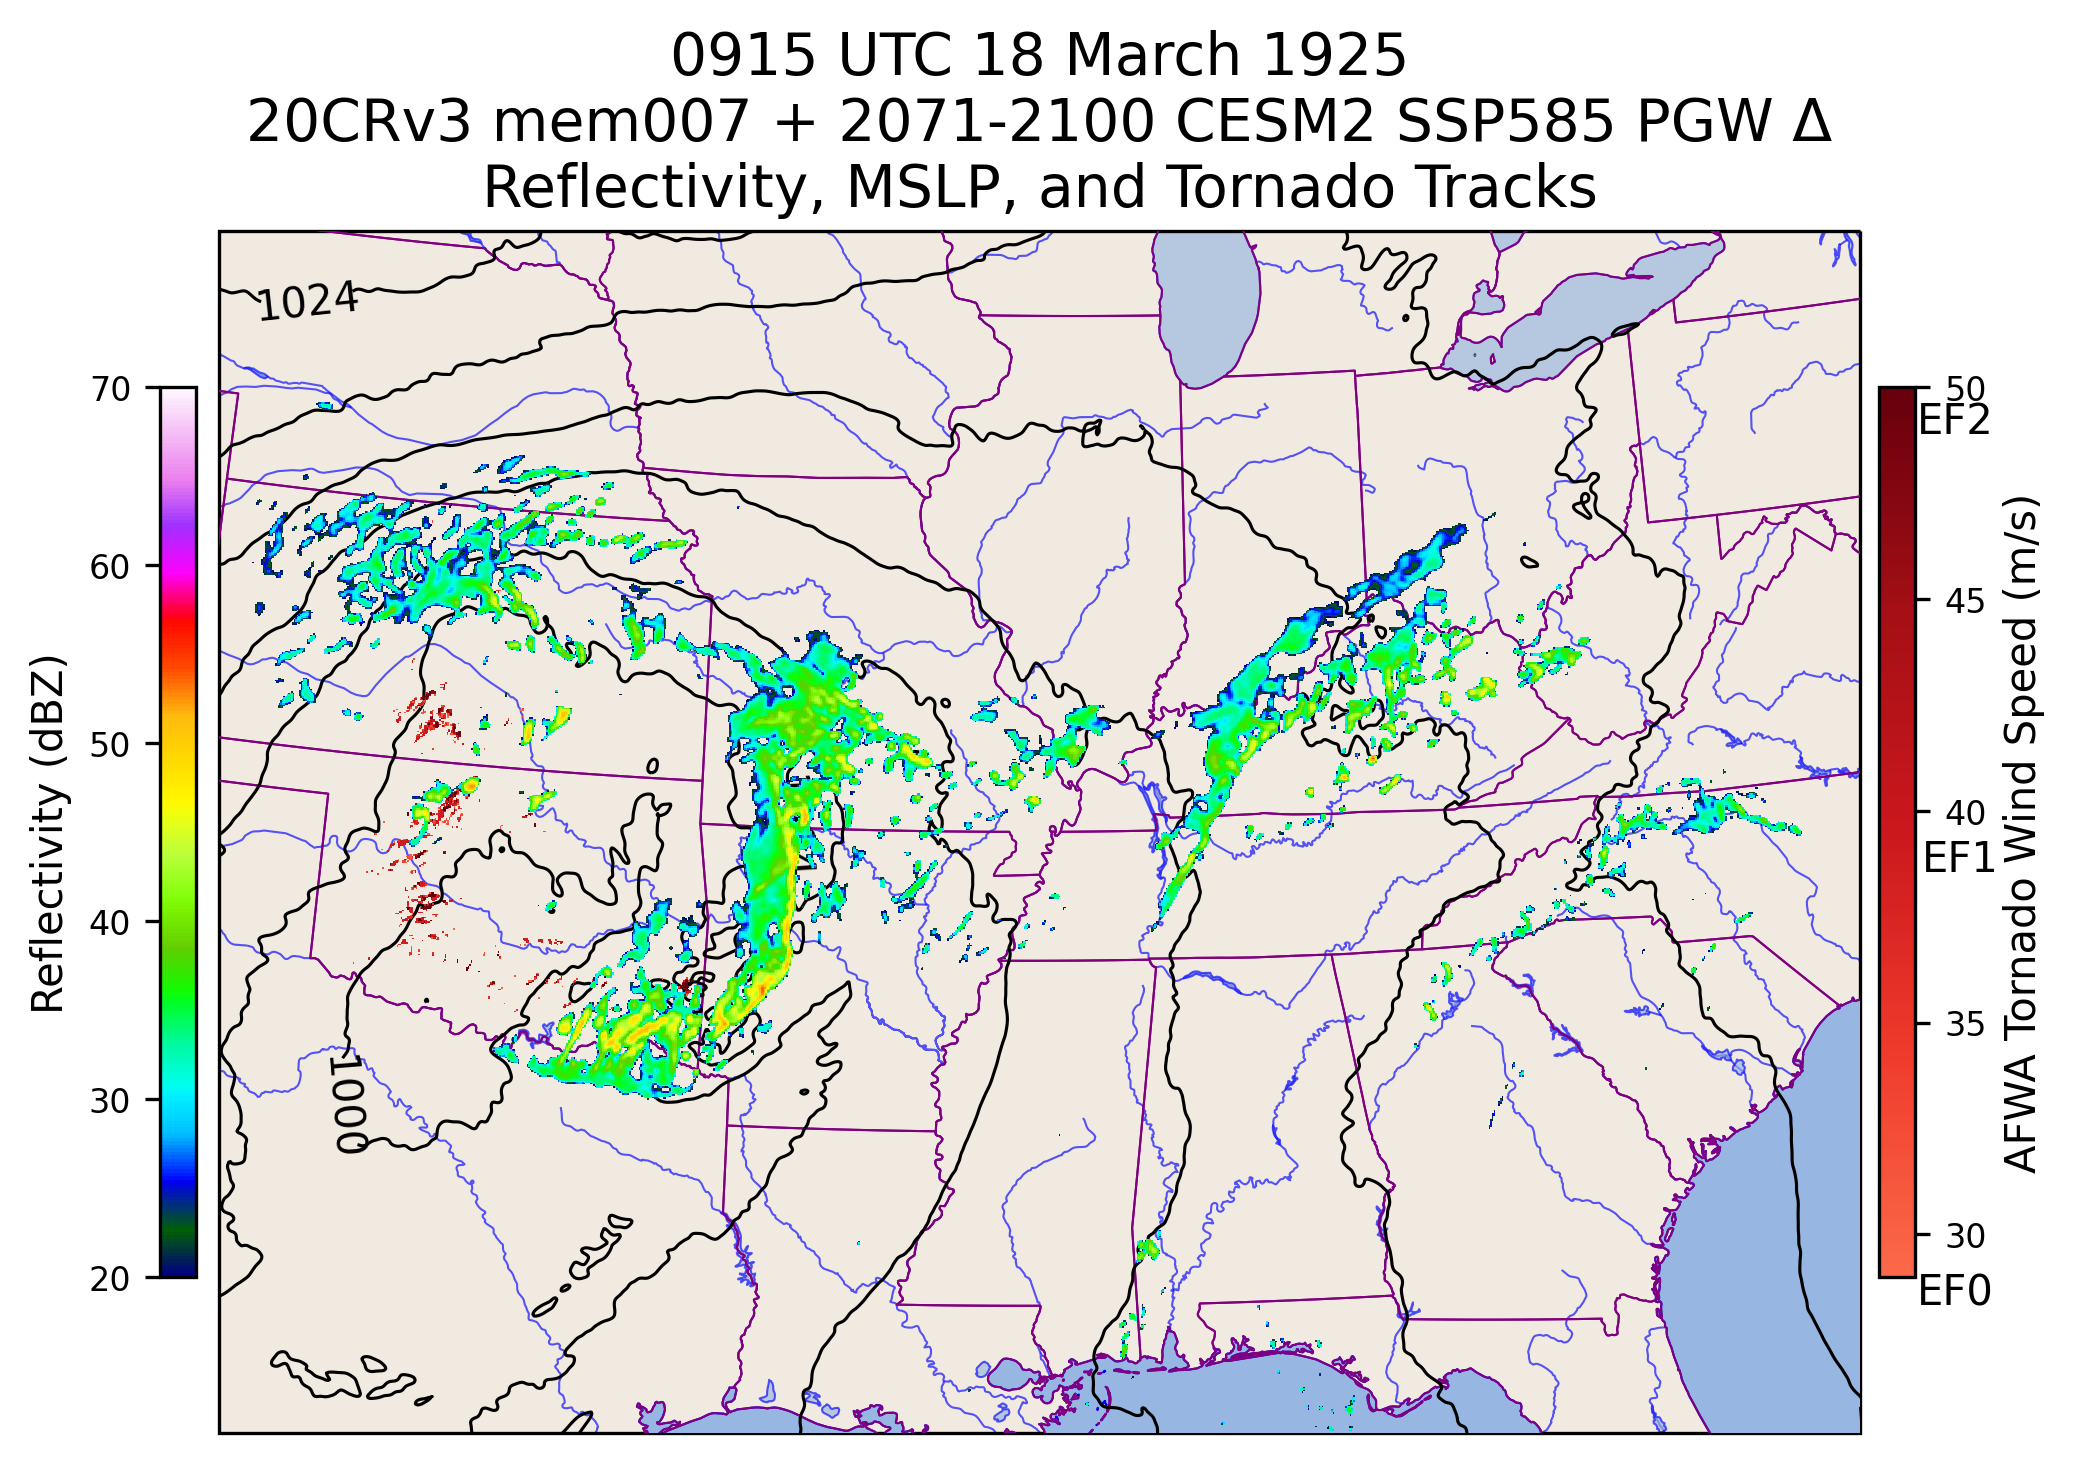 0915 UTC 18 March 1925
20CRv3 mem007 + 2071-2100 CESM2 SSP585 PGW Δ
Reflectivity, MSLP, and Tornado Tracks
1024
1000
70
60
50
40
30
20
Reflectivity (dBZ)
50
EF2
45
40
EF1
35
30
EF0
AFWA Tornado Wind Speed (m/s)